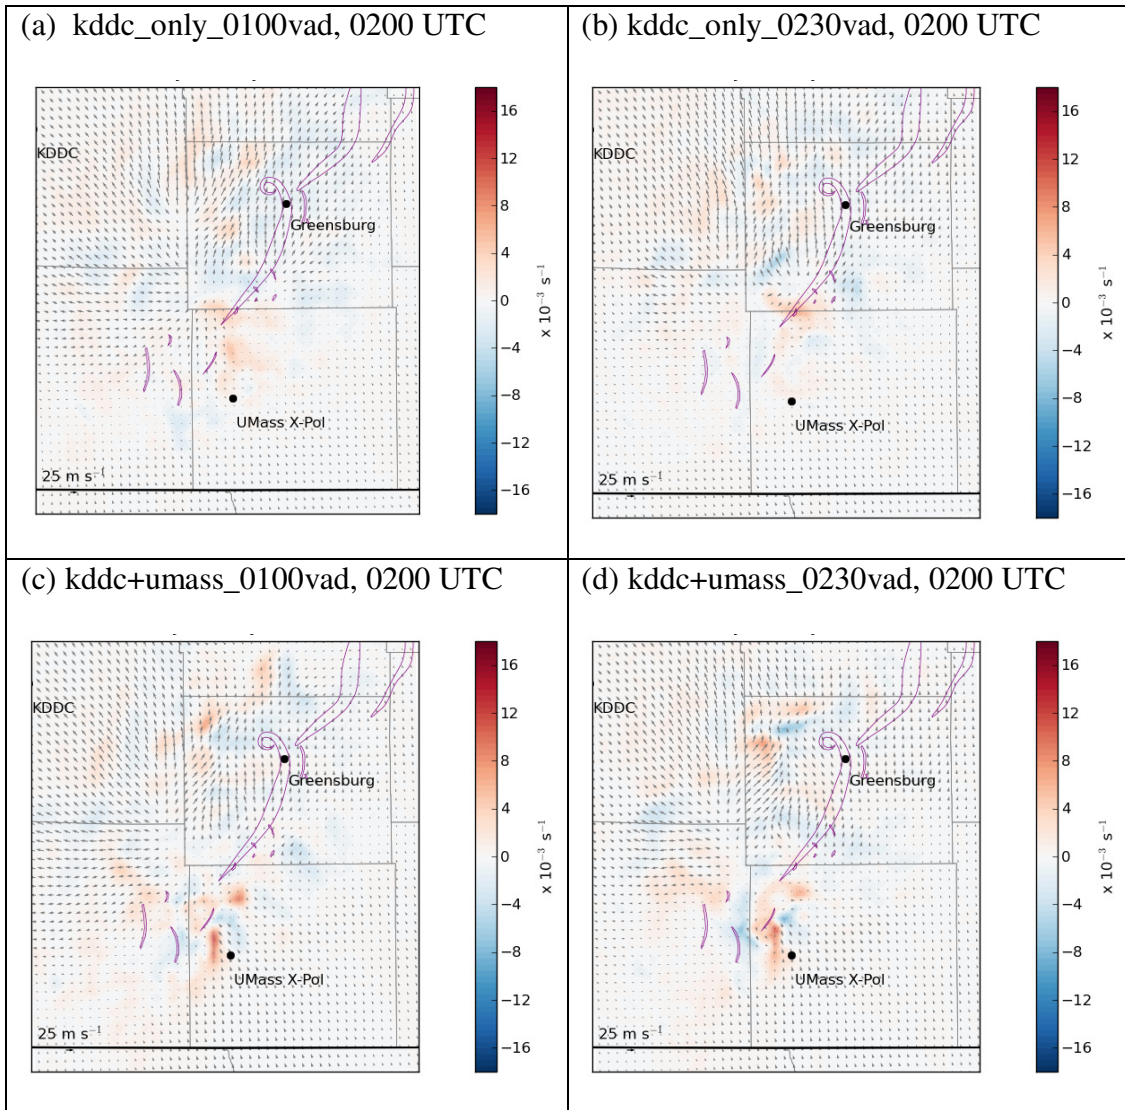 (a) kddc_only_0100vad, 0200 UTC
KDDC
Greensburg
UMass X-Pol
25 m s⁻¹
16
12
8
4
0
−4
−8
−12
−16
x 10⁻³ s⁻¹
(b) kddc_only_0230vad, 0200 UTC
KDDC
Greensburg
UMass X-Pol
25 m s⁻¹
16
12
8
4
0
−4
−8
−12
−16
x 10⁻³ s⁻¹
(c) kddc+umass_0100vad, 0200 UTC
KDDC
Greensburg
UMass X-Pol
25 m s⁻¹
16
12
8
4
0
−4
−8
−12
−16
x 10⁻³ s⁻¹
(d) kddc+umass_0230vad, 0200 UTC
KDDC
Greensburg
UMass X-Pol
25 m s⁻¹
16
12
8
4
0
−4
−8
−12
−16
x 10⁻³ s⁻¹